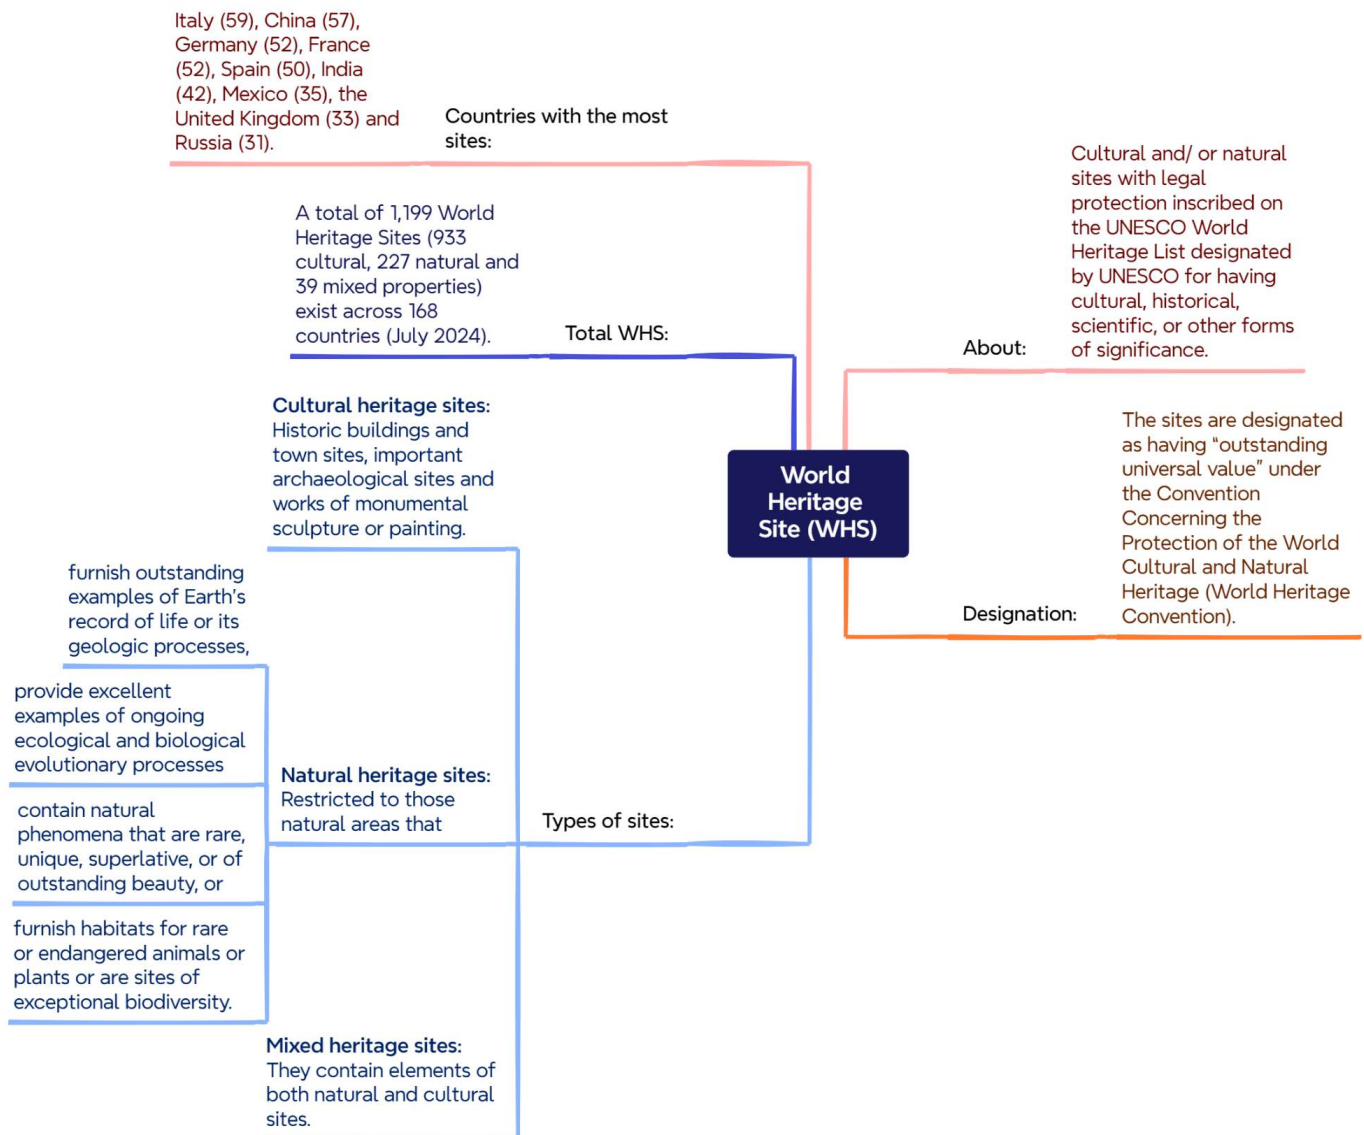 Italy (59), China (57),
Germany (52), France
(52), Spain (50), India
(42), Mexico (35), the
United Kingdom (33) and
Russia (31).
Countries with the most
sites:
A total of 1,199 World
Heritage Sites (933
cultural, 227 natural and
39 mixed properties)
exist across 168
countries (July 2024).
Total WHS:
Cultural heritage sites:
Historic buildings and
town sites, important
archaeological sites and
works of monumental
sculpture or painting.
furnish outstanding
examples of Earth's
record of life or its
geologic processes,
provide excellent
examples of ongoing
ecological and biological
evolutionary processes
contain natural
phenomena that are rare,
unique, superlative, or of
outstanding beauty, or
furnish habitats for rare
or endangered animals or
plants or are sites of
exceptional biodiversity.
Natural heritage sites:
Restricted to those
natural areas that
Types of sites:
Mixed heritage sites:
They contain elements of
both natural and cultural
sites.
World
Heritage
Site (WHS)
About:
Cultural and/ or natural
sites with legal
protection inscribed on
the UNESCO World
Heritage List designated
by UNESCO for having
cultural, historical,
scientific, or other forms
of significance.
Designation:
The sites are designated
as having “outstanding
universal value” under
the Convention
Concerning the
Protection of the World
Cultural and Natural
Heritage (World Heritage
Convention).